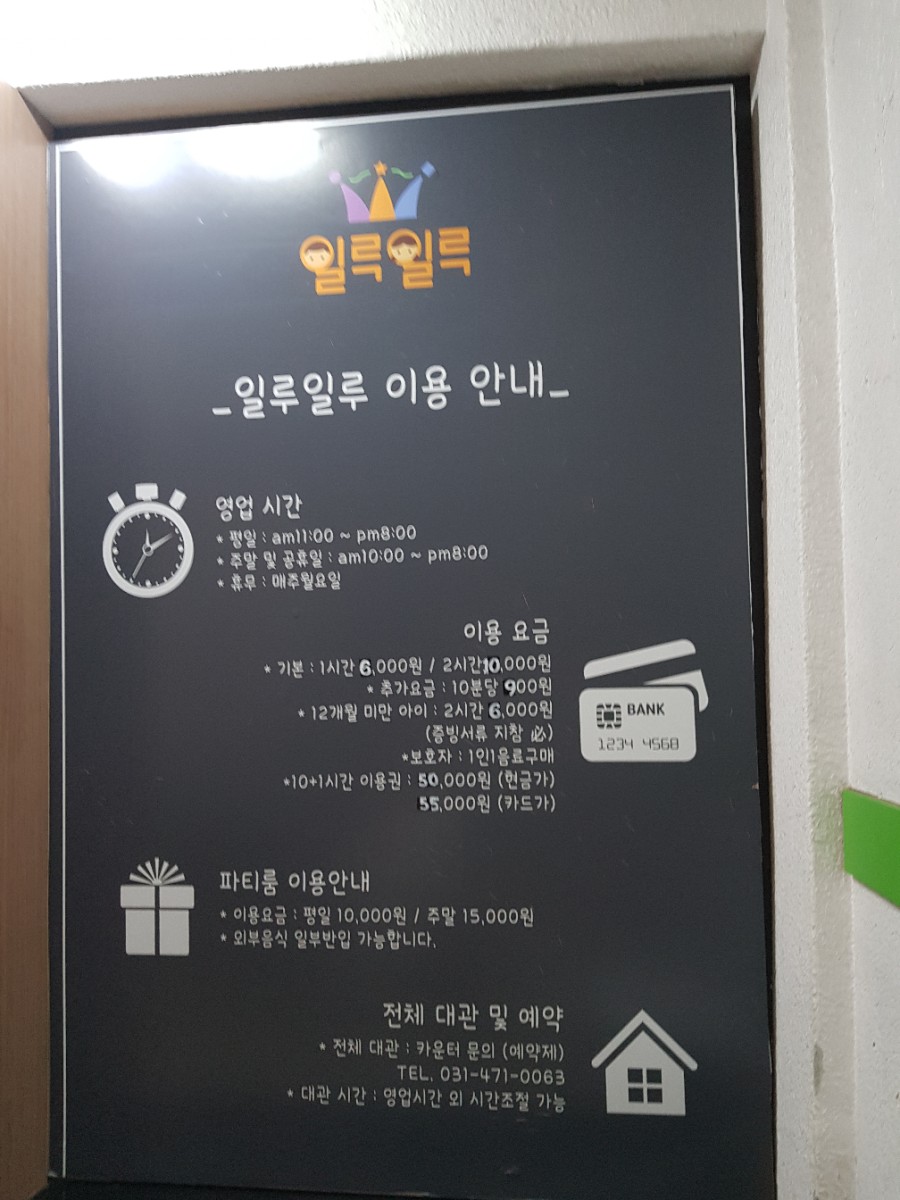 일루일루
_일루일루 이용 안내_
영업 시간
* 평일 : am11:00 ~ pm8:00
* 주말 및 공휴일 : am10:00 ~ pm8:00
* 휴무 : 매주월요일
이용 요금
* 기본 : 1시간 6,000원 / 2시간 10,000원
* 추가요금 : 10분당 900원
* 12개월 미만 아이 : 2시간 6,000원
(증빙서류 지참 必)
*보호자 : 1인1음료구매
*10+1시간 이용권 : 50,000원 (현금가)
55,000원 (카드가)
BANK
1234 4568
파티룸 이용안내
* 이용요금 : 평일 10,000원 / 주말 15,000원
* 외부음식 일부반입 가능합니다.
전체 대관 및 예약
* 전체 대관 : 카운터 문의 (예약제)
TEL. 031-471-0063
* 대관 시간 : 영업시간 외 시간조절 가능